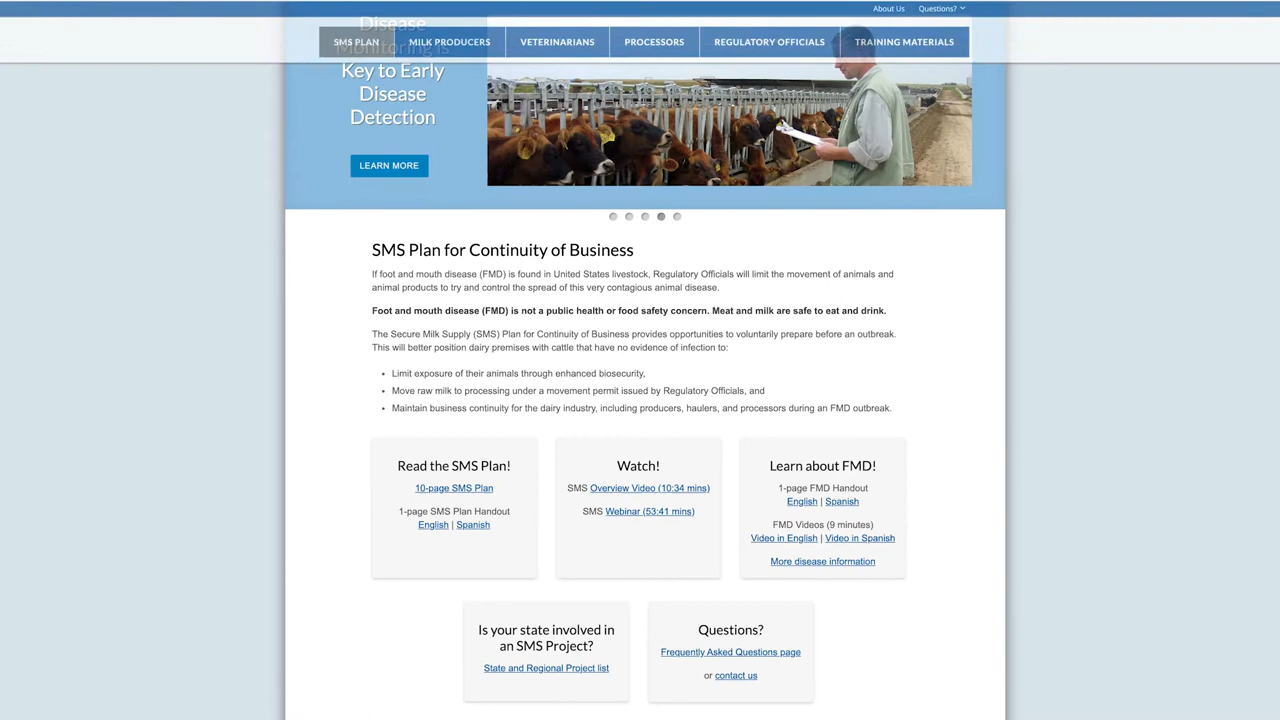 About Us Questions?
Disease
SMS PLAN MILK PRODUCERS VETERINARIANS PROCESSORS REGULATORY OFFICIALS TRAINING MATERIALS
Monitoring is
Key to Early
Disease
Detection
LEARN MORE
SMS Plan for Continuity of Business
If foot and mouth disease (FMD) is found in United States livestock, Regulatory Officials will limit the movement of animals and
animal products to try and control the spread of this very contagious animal disease.
Foot and mouth disease (FMD) is not a public health or food safety concern. Meat and milk are safe to eat and drink.
The Secure Milk Supply (SMS) Plan for Continuity of Business provides opportunities to voluntarily prepare before an outbreak.
This will better position dairy premises with cattle that have no evidence of infection to:
• Limit exposure of their animals through enhanced biosecurity,
• Move raw milk to processing under a movement permit issued by Regulatory Officials, and
• Maintain business continuity for the dairy industry, including producers, haulers, and processors during an FMD outbreak.
Read the SMS Plan!
10-page SMS Plan
1-page SMS Plan Handout
English | Spanish
Watch!
SMS Overview Video (10:34 mins)
SMS Webinar (53:41 mins)
Learn about FMD!
1-page FMD Handout
English | Spanish
FMD Videos (9 minutes)
Video in English | Video in Spanish
More disease information
Is your state involved in
an SMS Project?
State and Regional Project list
Questions?
Frequently Asked Questions page
or contact us